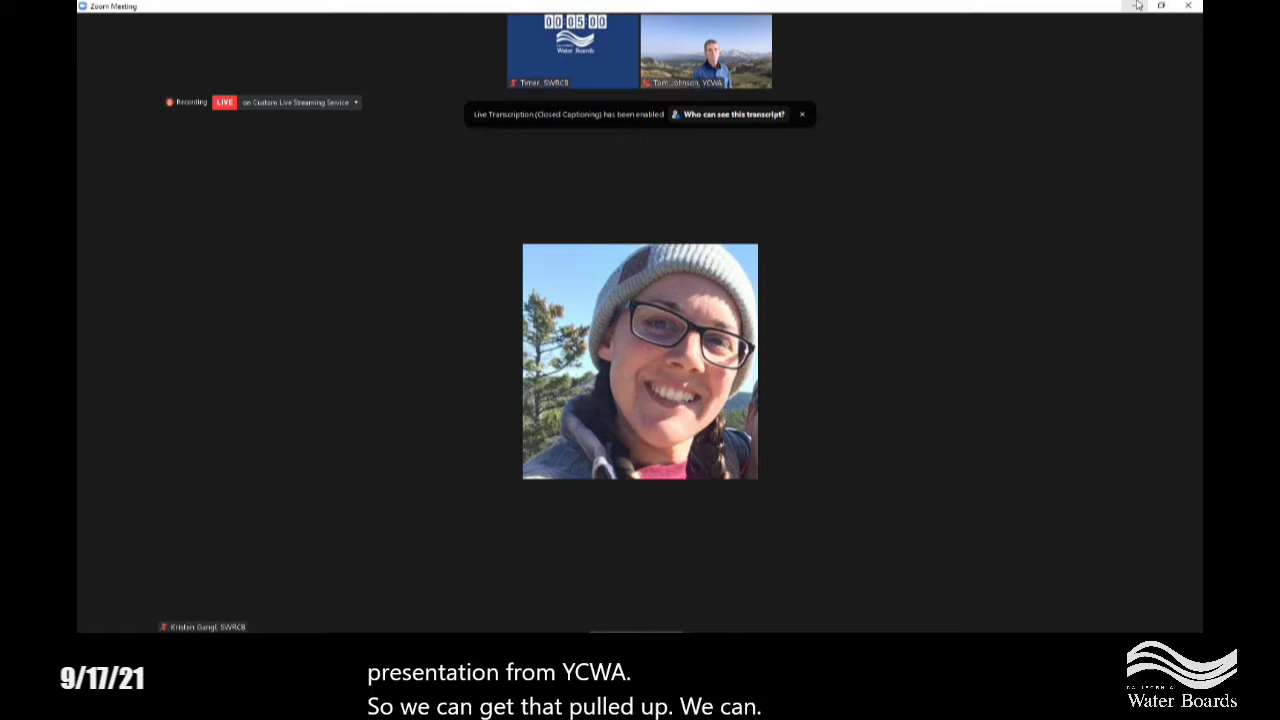 Zoom Meeting
00:05:00
Water Boards
Timer, SWRCB
Tom Johnson, YCWA
Recording
LIVE
on Custom Live Streaming Service
Live Transcription (Closed Captioning) has been enabled
Who can see this transcript?
Kristen Gangl, SWRCB
9/17/21
presentation from YCWA.
So we can get that pulled up. We can.
CALIFORNIA
Water Boards